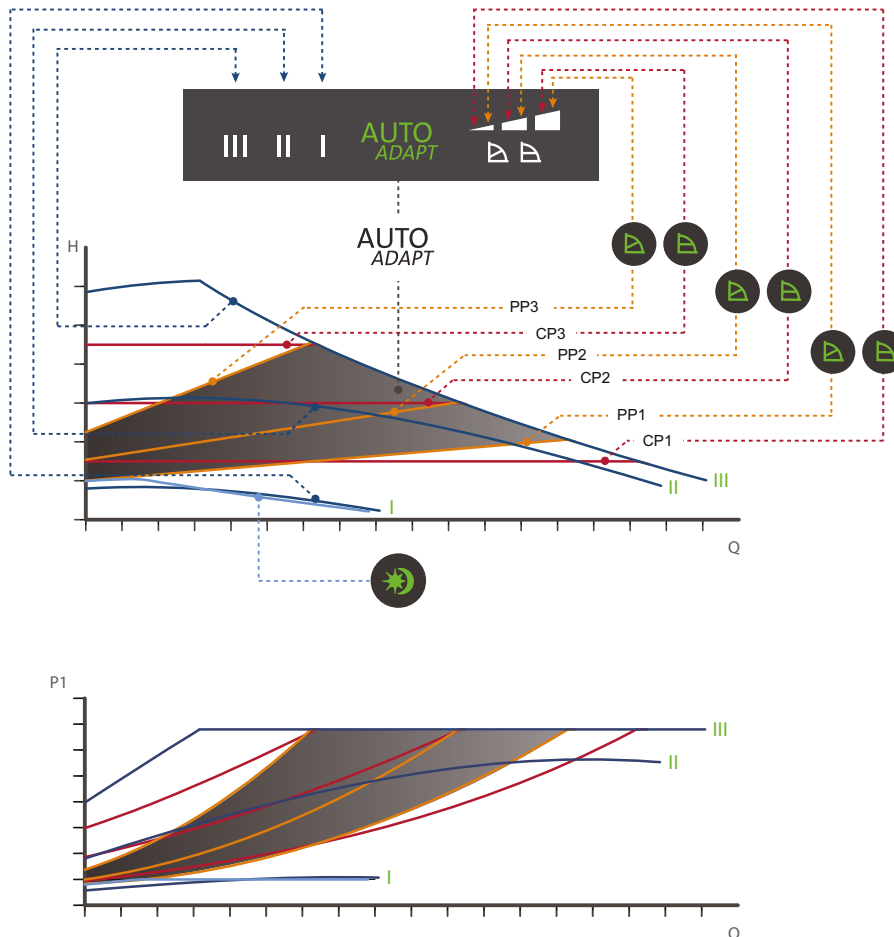 III II I
AUTO
ADAPT
AUTO
ADAPT
H
PP3
CP3
PP2
CP2
PP1
CP1
III
II
I
Q
P1
III
II
I
Q